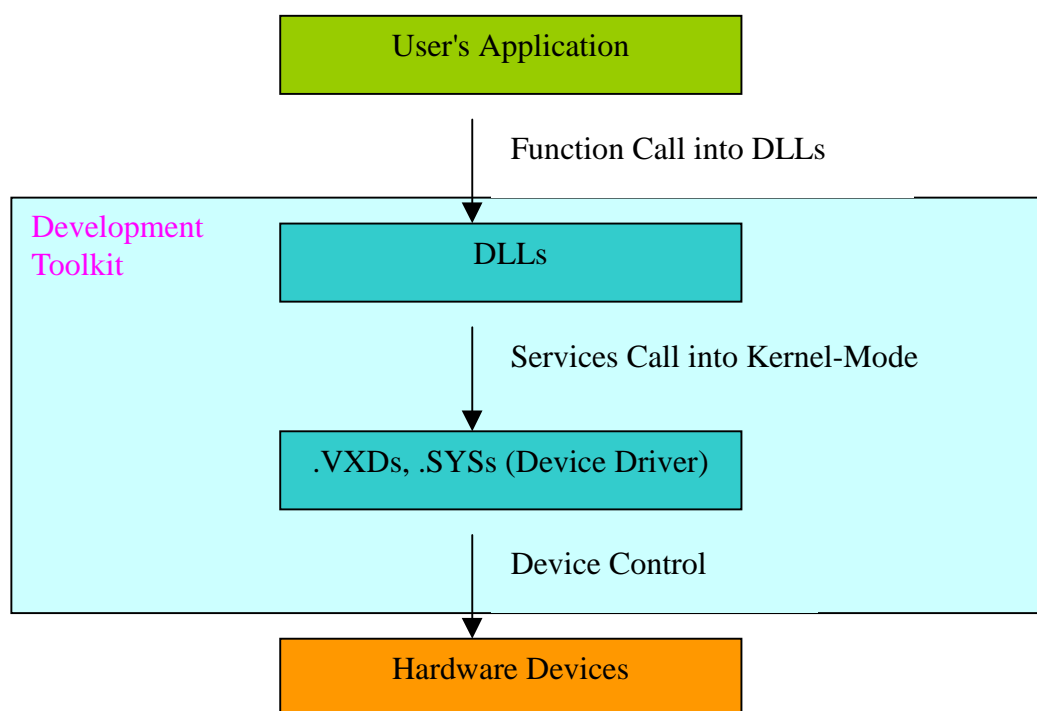 User's Application
Function Call into DLLs
Development
Toolkit
DLLs
Services Call into Kernel-Mode
.VXDs, .SYSs (Device Driver)
Device Control
Hardware Devices